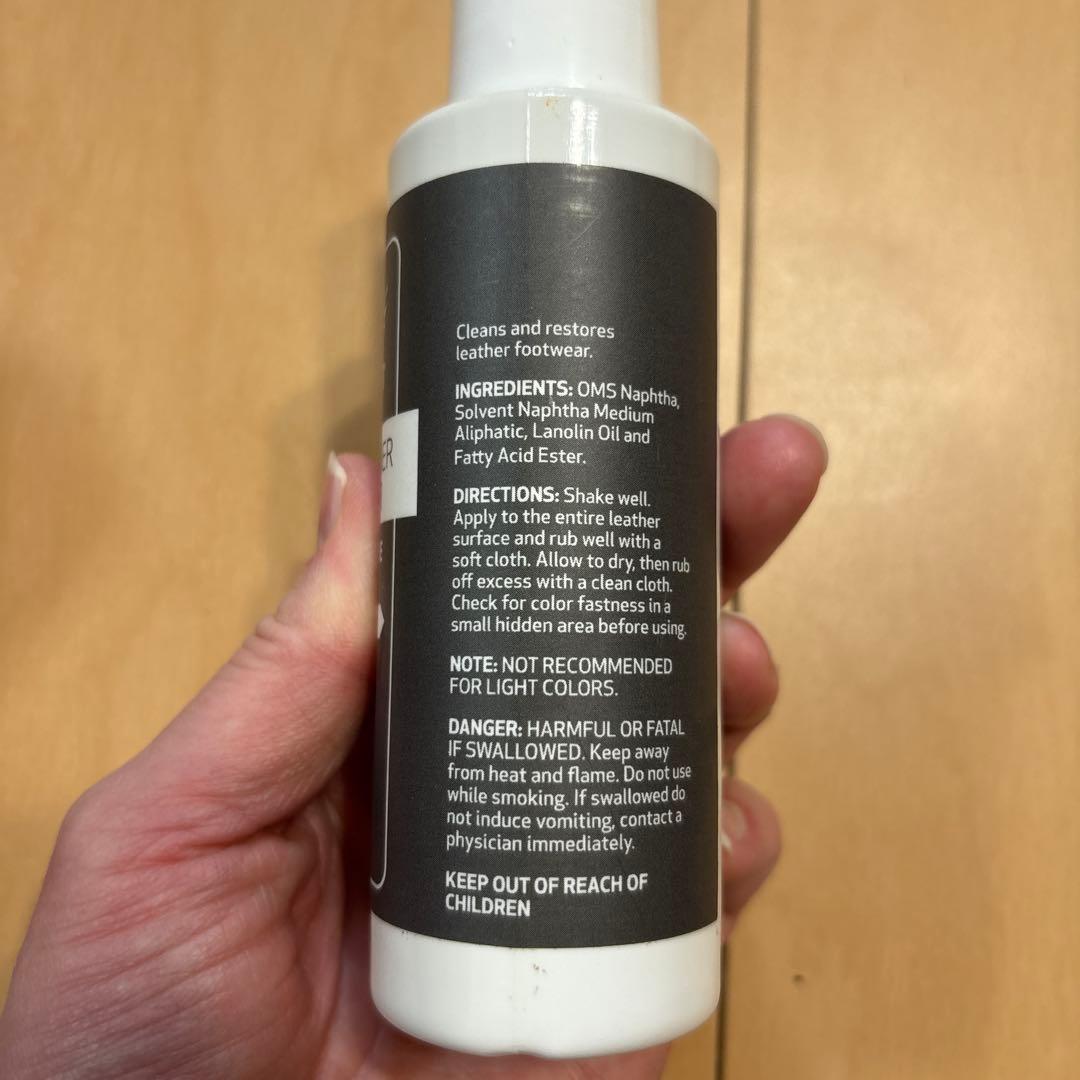 Cleans and restores
leather footwear.
INGREDIENTS: OMS Naphtha,
Solvent Naphtha Medium
Aliphatic, Lanolin Oil and
Fatty Acid Ester.
DIRECTIONS: Shake well.
Apply to the entire leather
surface and rub well with a
soft cloth. Allow to dry, then rub
off excess with a clean cloth.
Check for color fastness in a
small hidden area before using.
NOTE: NOT RECOMMENDED
FOR LIGHT COLORS.
DANGER: HARMFUL OR FATAL
IF SWALLOWED. Keep away
from heat and flame. Do not use
while smoking. If swallowed do
not induce vomiting, contact a
physician immediately.
KEEP OUT OF REACH OF
CHILDREN